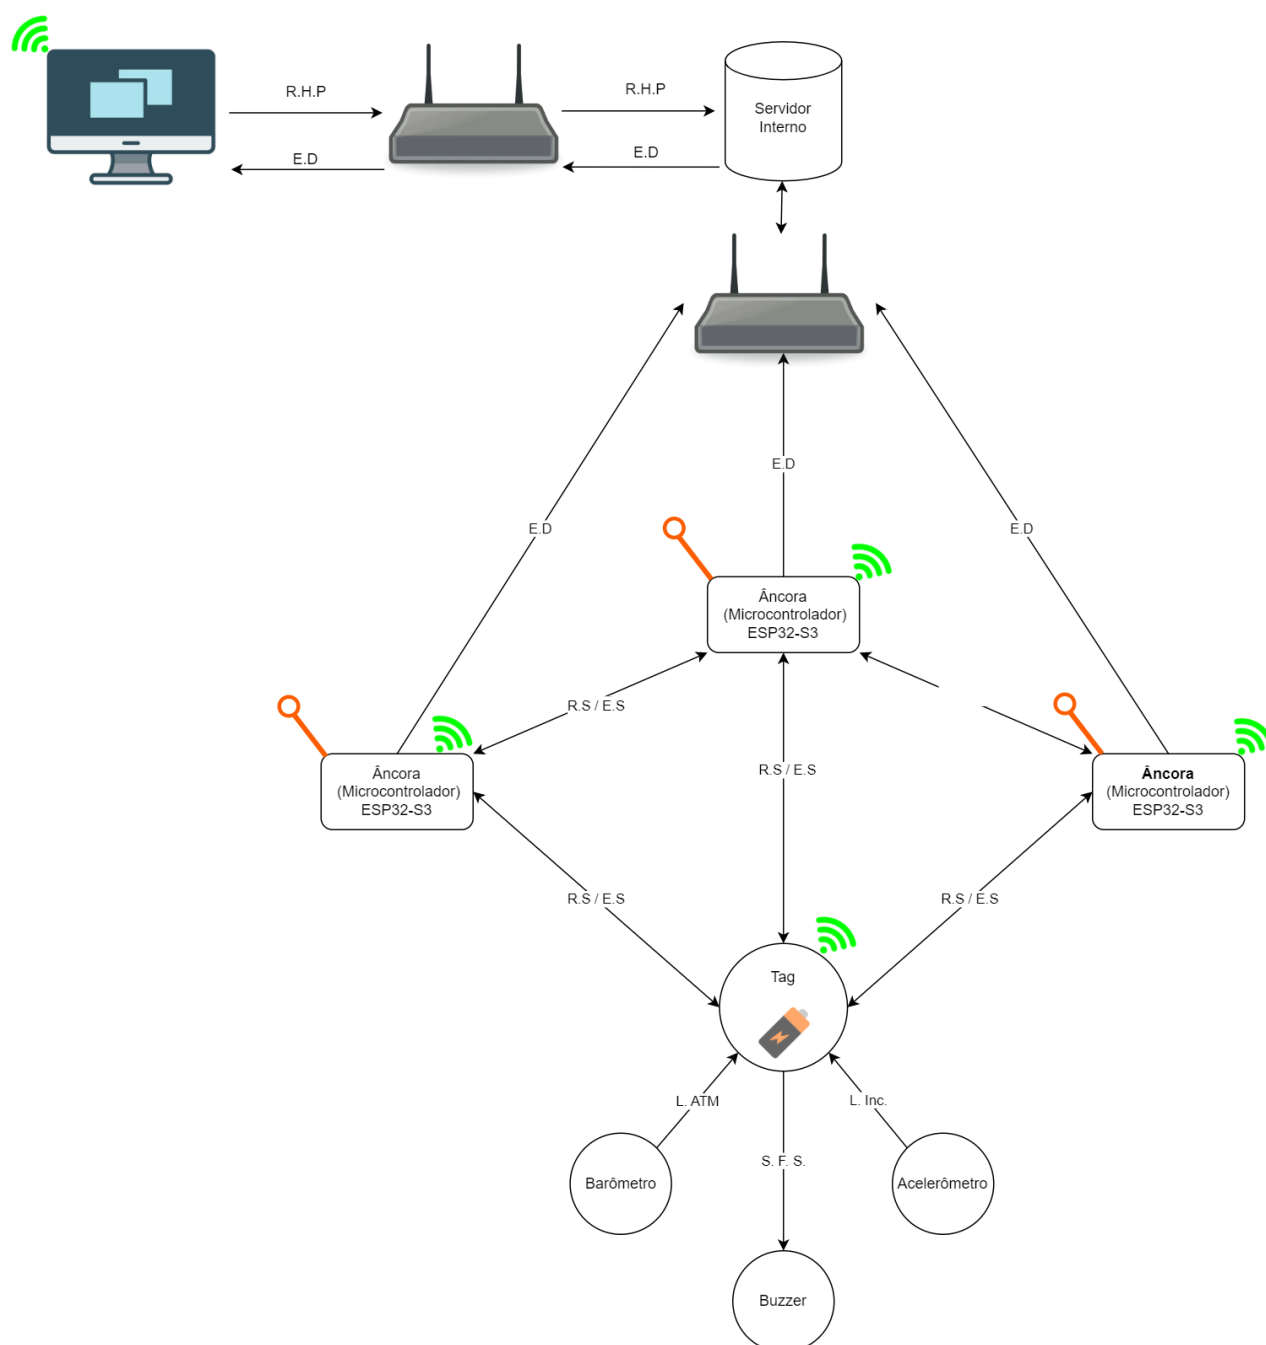 R.H.P
R.H.P
E.D
E.D
Servidor
Interno
E.D
E.D
E.D
Âncora
(Microcontrolador)
ESP32-S3
R.S / E.S
R.S / E.S
Âncora
(Microcontrolador)
ESP32-S3
Âncora
(Microcontrolador)
ESP32-S3
R.S / E.S
R.S / E.S
Tag
L. ATM
L. Inc.
S. F. S.
Barômetro
Acelerômetro
Buzzer